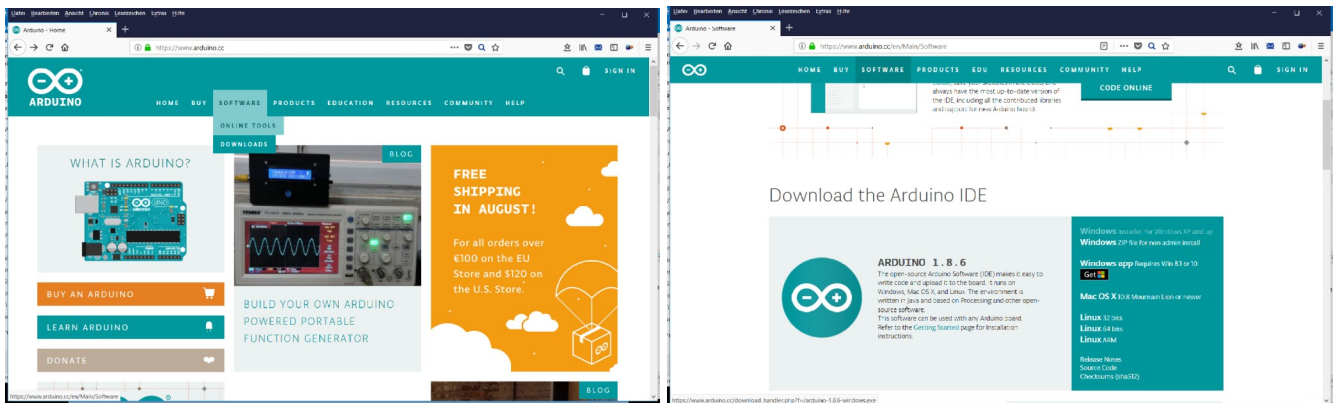 Datei Bearbeiten Ansicht Chronik Lesezeichen Extras Hilfe
Arduino - Home
https://www.arduino.cc
ARDUINO
SIGN IN
HOME BUY SOFTWARE PRODUCTS EDUCATION RESOURCES COMMUNITY HELP
ONLINE TOOLS
DOWNLOADS
WHAT IS ARDUINO?
UNO
BUY AN ARDUINO
LEARN ARDUINO
DONATE
BLOG
BUILD YOUR OWN ARDUINO
POWERED PORTABLE
FUNCTION GENERATOR
FREE
SHIPPING
IN AUGUST!
For all orders over
€100 on the EU
Store and $120 on
the U.S. Store.
BLOG
https://www.arduino.cc/en/Main/Software
Datei Bearbeiten Ansicht Chronik Lesezeichen Extras Hilfe
Arduino - Software
https://www.arduino.cc/en/Main/Software
HOME BUY SOFTWARE PRODUCTS EDU RESOURCES COMMUNITY HELP
SIGN IN
always have the most up-to-date version of
the IDE, including all the contributed libraries
and support for new Arduino boards.
CODE ONLINE
Download the Arduino IDE
ARDUINO 1.8.6
The open-source Arduino Software (IDE) makes it easy to
write code and upload it to the board. It runs on
Windows, Mac OS X, and Linux. The environment is
written in Java and based on Processing and other open-
source software.
This software can be used with any Arduino board.
Refer to the Getting Started page for Installation
instructions.
Windows Installer, for Windows XP and up
Windows ZIP file for non admin install
Windows app Requires Win 8.1 or 10
Get
Mac OS X 10.8 Mountain Lion or newer
Linux 32 bits
Linux 64 bits
Linux ARM
Release Notes
Source Code
Checksums (sha512)
https://www.arduino.cc/download_handler.php?f=/arduino-1.8.6-windows.exe